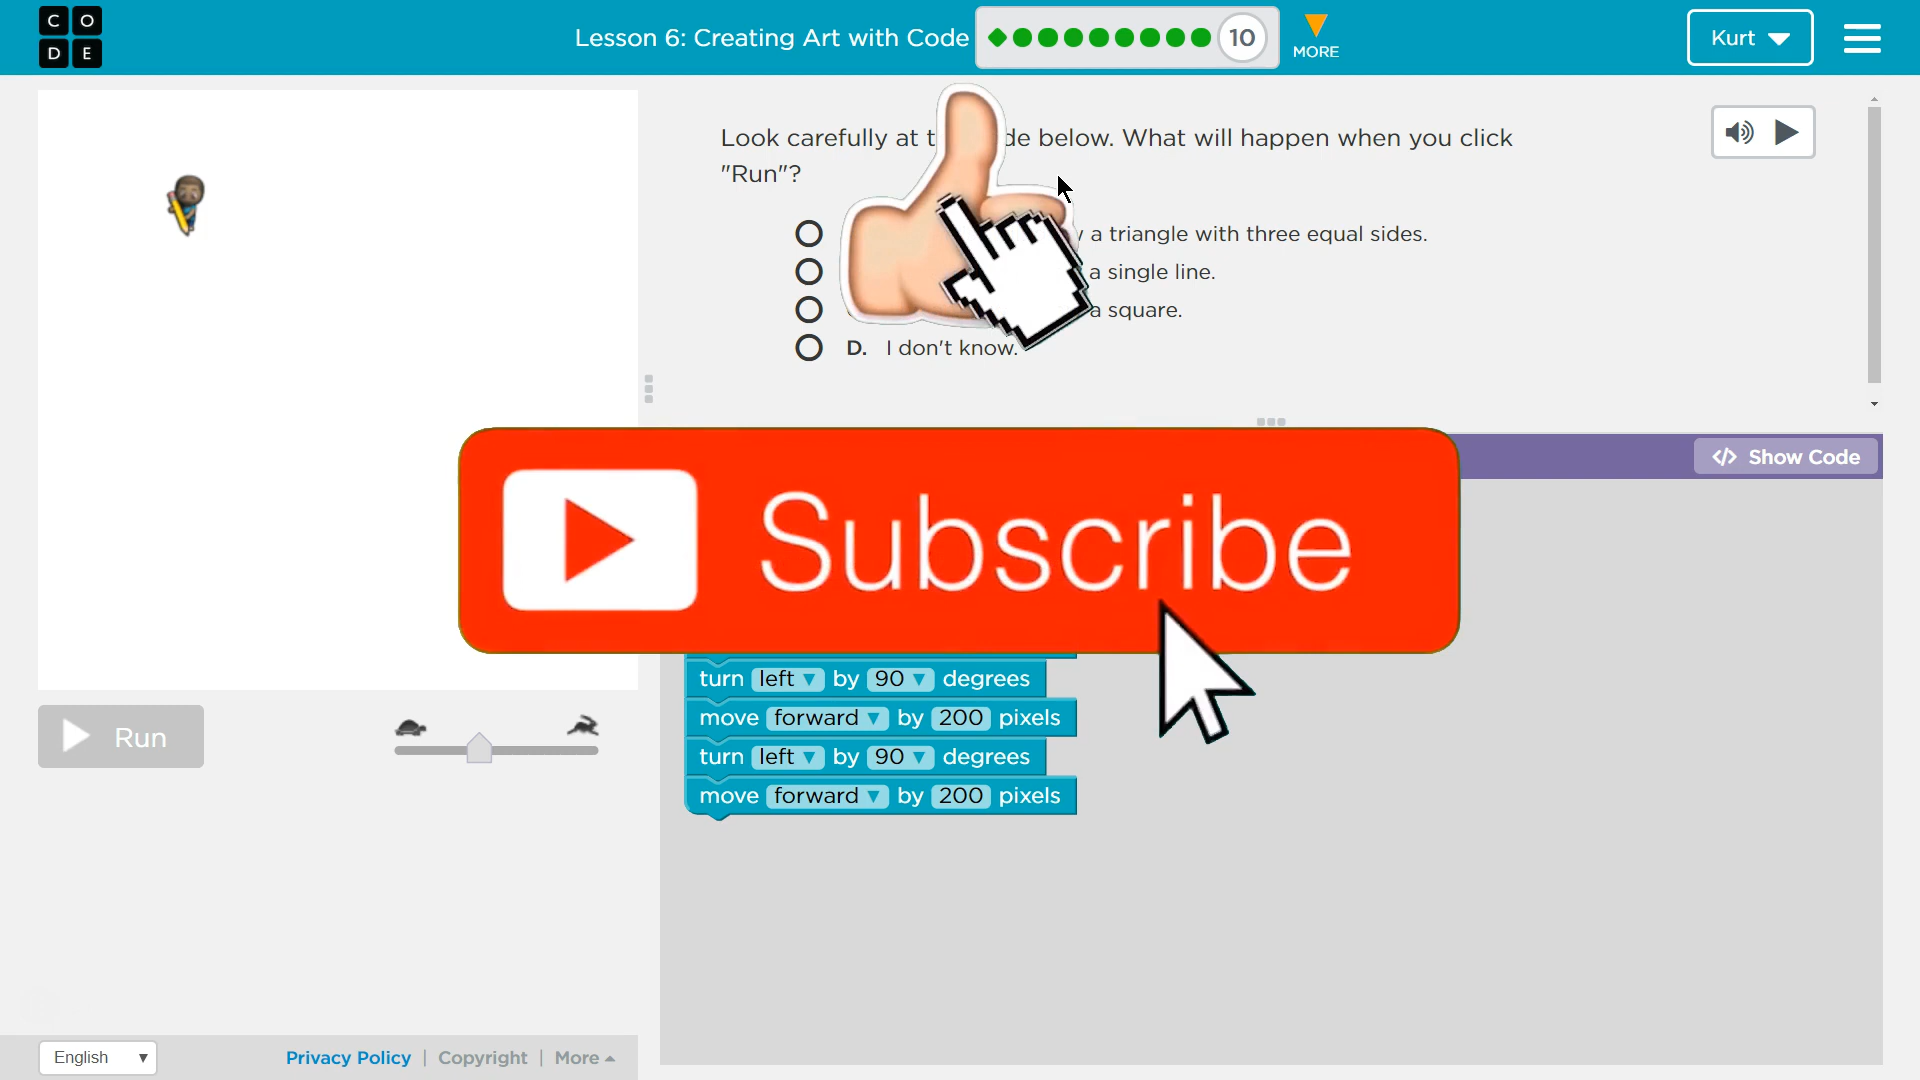 C O
D E
Lesson 6: Creating Art with Code
10
MORE
Kurt
Look carefully at t de below. What will happen when you click
"Run"?
a triangle with three equal sides.
a single line.
a square.
D. I don't know.
Show Code
Subscribe
turn left by 90 degrees
move forward by 200 pixels
turn left by 90 degrees
move forward by 200 pixels
Run
English
Privacy Policy | Copyright | More